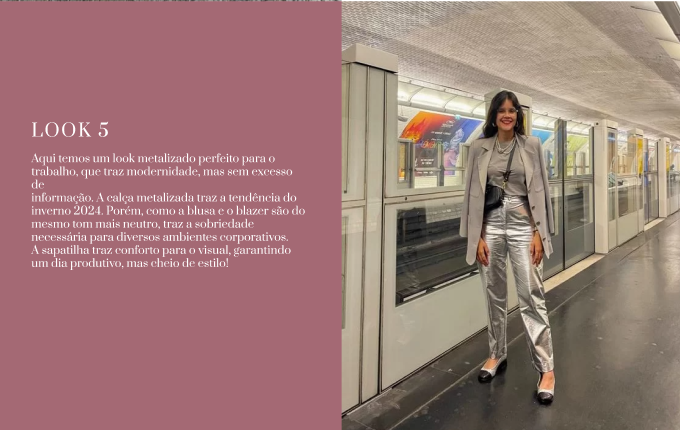 LOOK 5
Aqui temos um look metalizado perfeito para o
trabalho, que traz modernidade, mas sem excesso
de
informação. A calça metalizada traz a tendência do
inverno 2024. Porém, como a blusa e o blazer são do
mesmo tom mais neutro, traz a sobriedade
necessária para diversos ambientes corporativos.
A sapatilha traz conforto para o visual, garantindo
um dia produtivo, mas cheio de estilo!